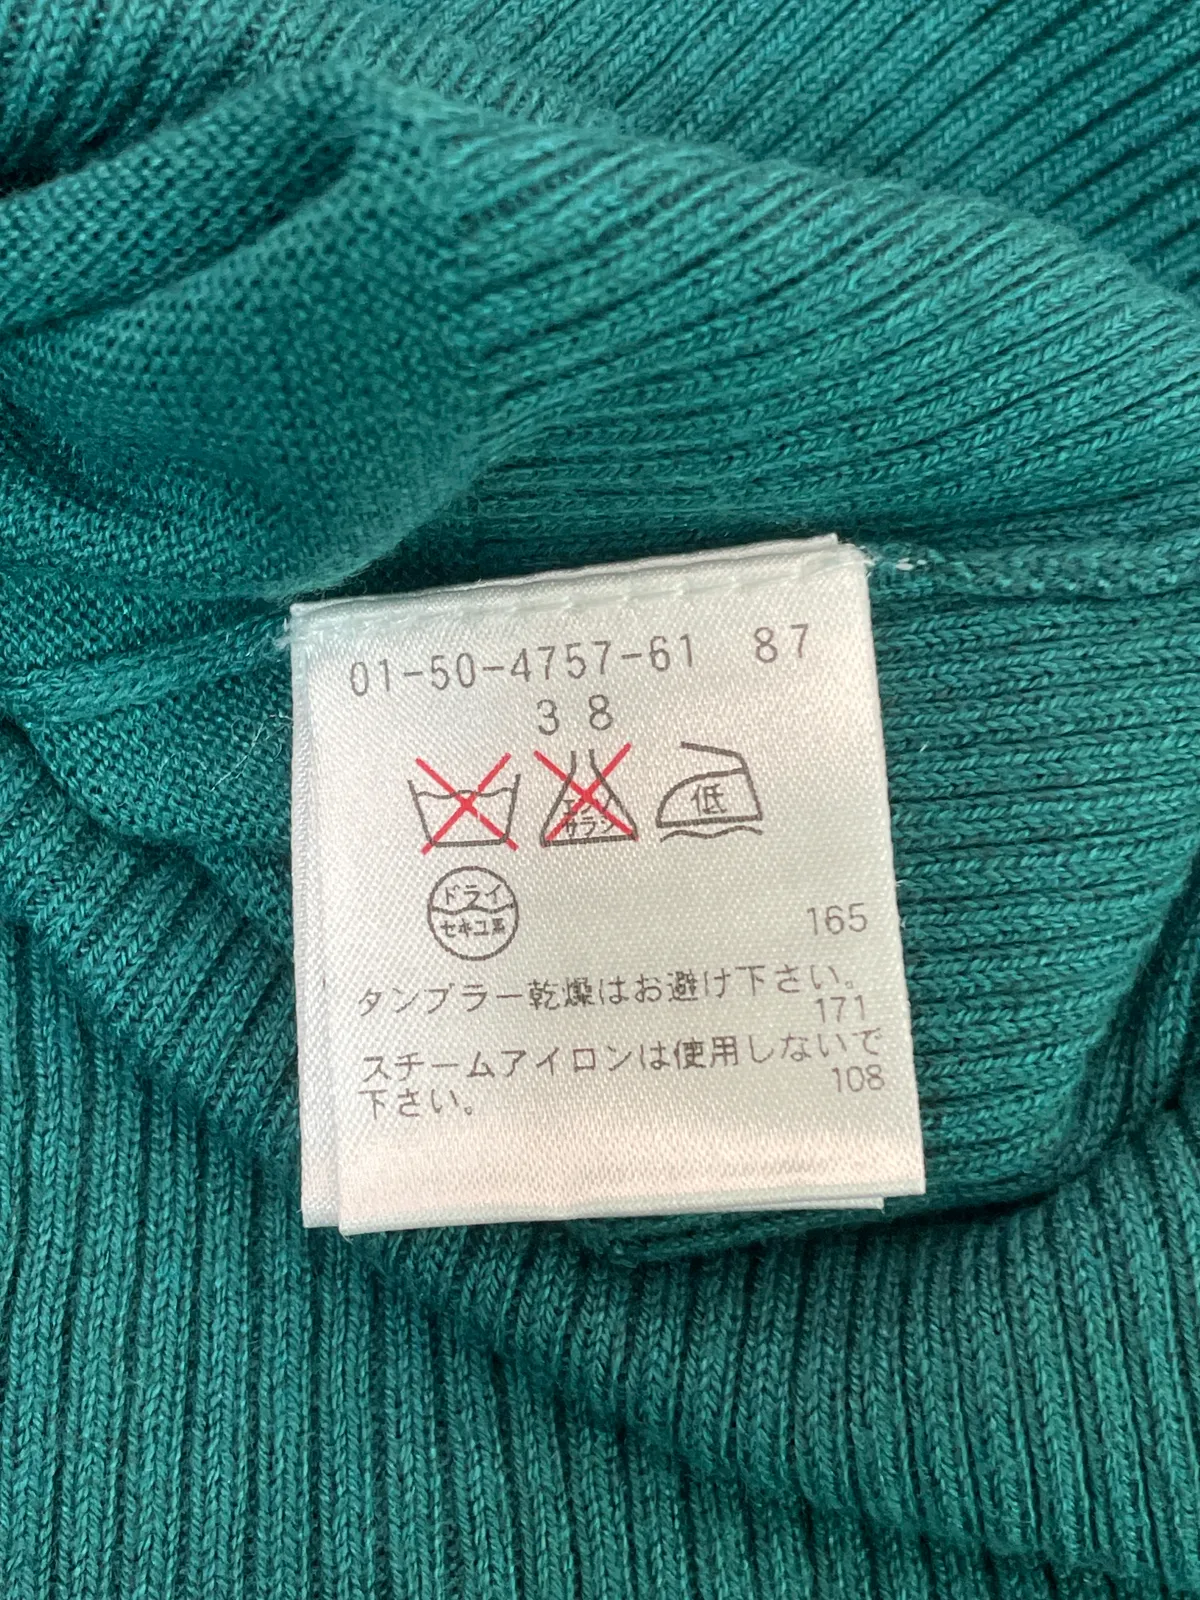 01-50-4757-61 87
38
エンソ
サラシ
低
ドライ
セキユ系
165
タンブラー乾燥はお避け下さい。
171
スチームアイロンは使用しないで
108
下さい。